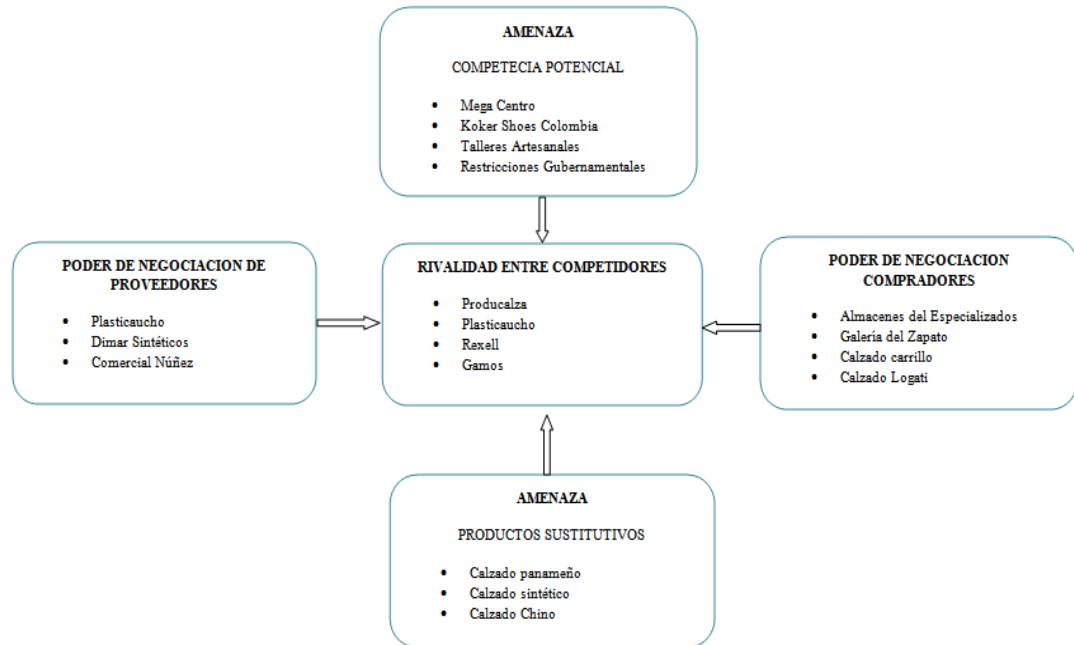 AMENAZA
COMPETECIA POTENCIAL
• Mega Centro
• Koker Shoes Colombia
• Talleres Artesanales
• Restricciones Gubernamentales
PODER DE NEGOCIACION DE
PROVEEDORES
• Plasticaucho
• Dimar Sintéticos
• Comercial Núñez
RIVALIDAD ENTRE COMPETIDORES
• Producalza
• Plasticaucho
• Rexell
• Gamos
PODER DE NEGOCIACION
COMPRADORES
• Almacenes del Especializados
• Galería del Zapato
• Calzado carrillo
• Calzado Logati
AMENAZA
PRODUCTOS SUSTITUTIVOS
• Calzado panameño
• Calzado sintético
• Calzado Chino